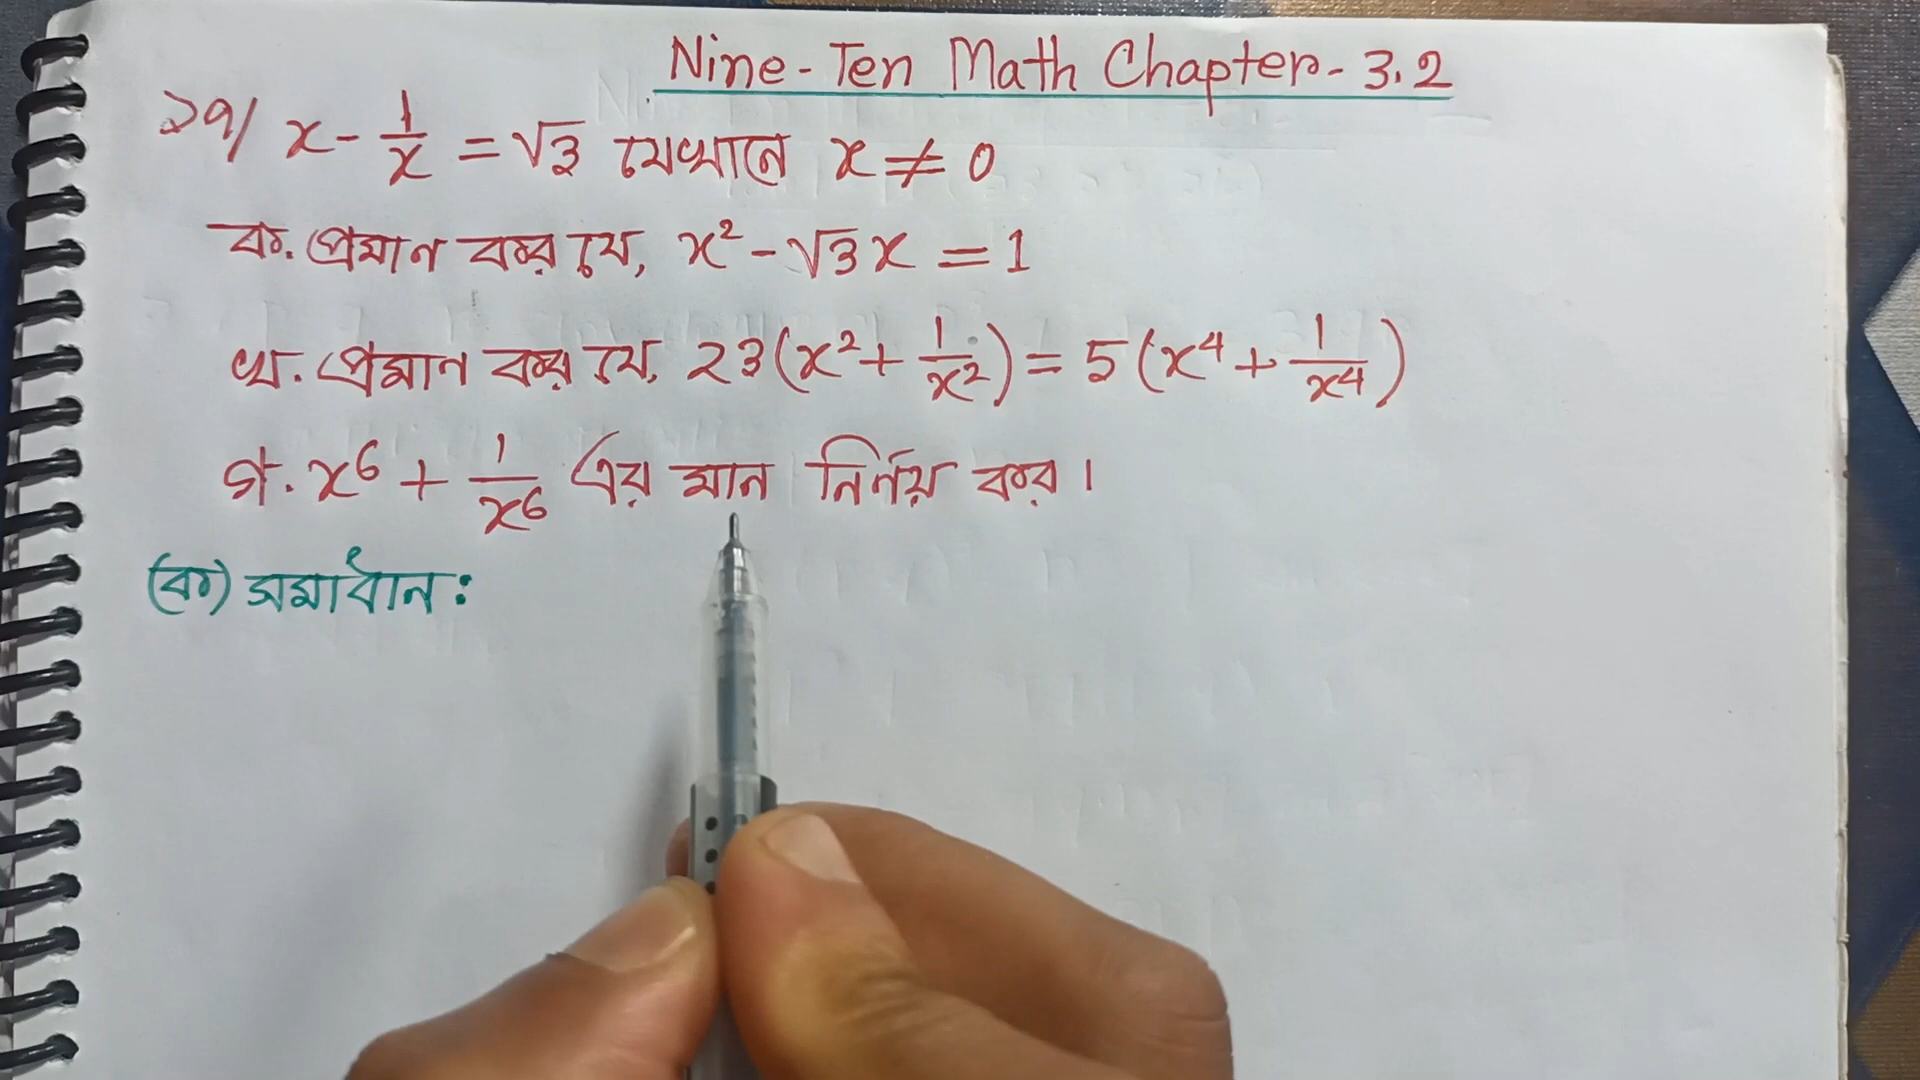 Nine-Ten Math Chapter-3.2
১৭/ x - 1/x = √3 যেখানে x ≠ 0
ক. প্রমান কর যে, x² - √3x = 1
খ. প্রমান কর যে, 23(x² + 1/x²) = 5(x⁴ + 1/x⁴)
গ. x⁶ + 1/x⁶ এর মান নির্ণয় কর।
(ক) সমাধান: